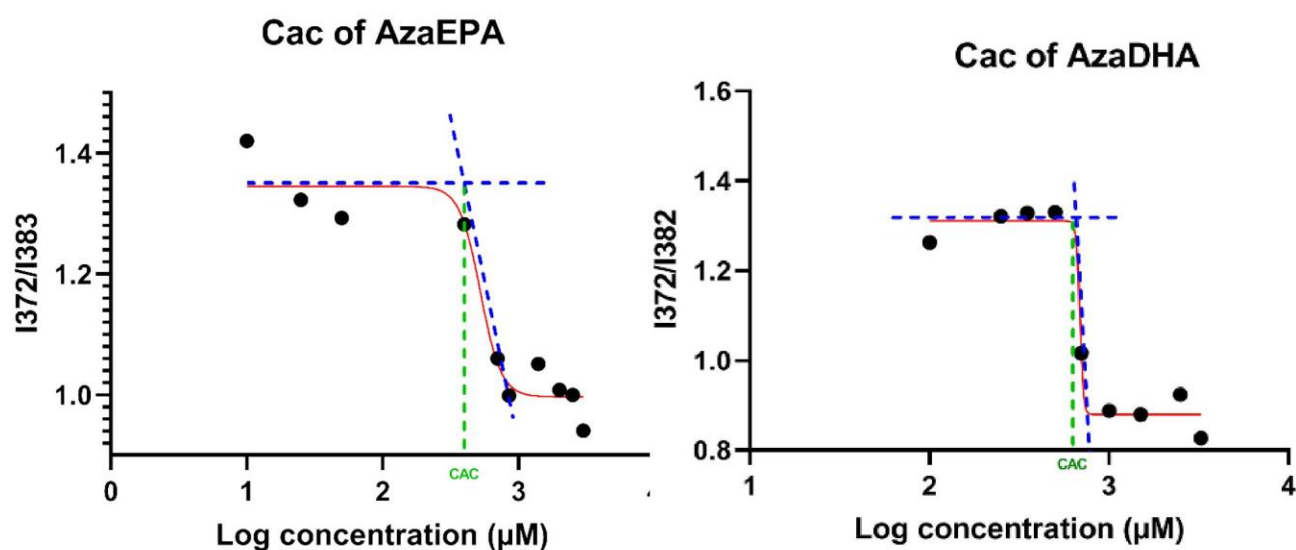 Cac of AzaEPA
I372/I383
1.4
1.2
1.0
0
1
2
3
CAC
Log concentration (µM)
Cac of AzaDHA
I372/I382
1.6
1.4
1.2
1.0
0.8
1
2
3
4
CAC
Log concentration (µM)